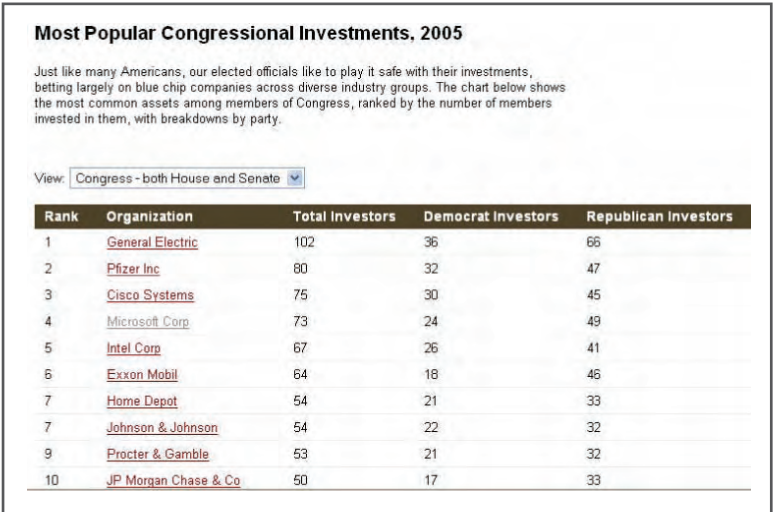 Most Popular Congressional Investments, 2005
Just like many Americans, our elected officials like to play it safe with their investments,
betting largely on blue chip companies across diverse industry groups. The chart below shows
the most common assets among members of Congress, ranked by the number of members
invested in them, with breakdowns by party.
View: Congress - both House and Senate
Rank Organization Total Investors Democrat Investors Republican Investors
1 General Electric 102 36 66
2 Pfizer Inc 80 32 47
3 Cisco Systems 75 30 45
4 Microsoft Corp 73 24 49
5 Intel Corp 67 26 41
6 Exxon Mobil 64 18 46
7 Home Depot 54 21 33
7 Johnson & Johnson 54 22 32
9 Procter & Gamble 53 21 32
10 JP Morgan Chase & Co 50 17 33